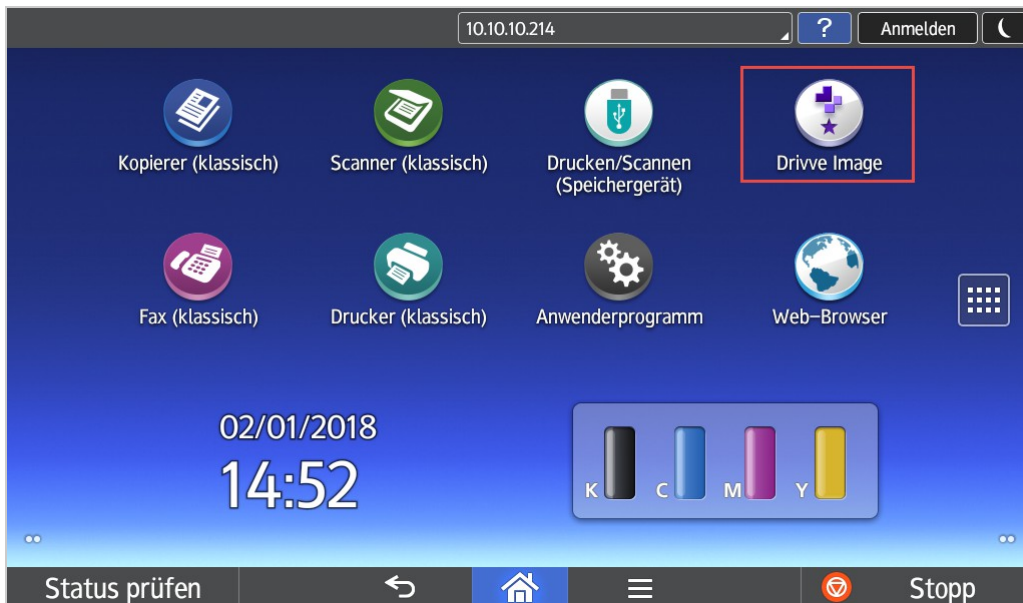 10.10.10.214
?
Anmelden
Kopierer (klassisch)
Scanner (klassisch)
Drucken/Scannen
(Speichergerät)
Drivve Image
Fax (klassisch)
Drucker (klassisch)
Anwenderprogramm
Web-Browser
02/01/2018
14:52
K C M Y
Status prüfen
Stopp